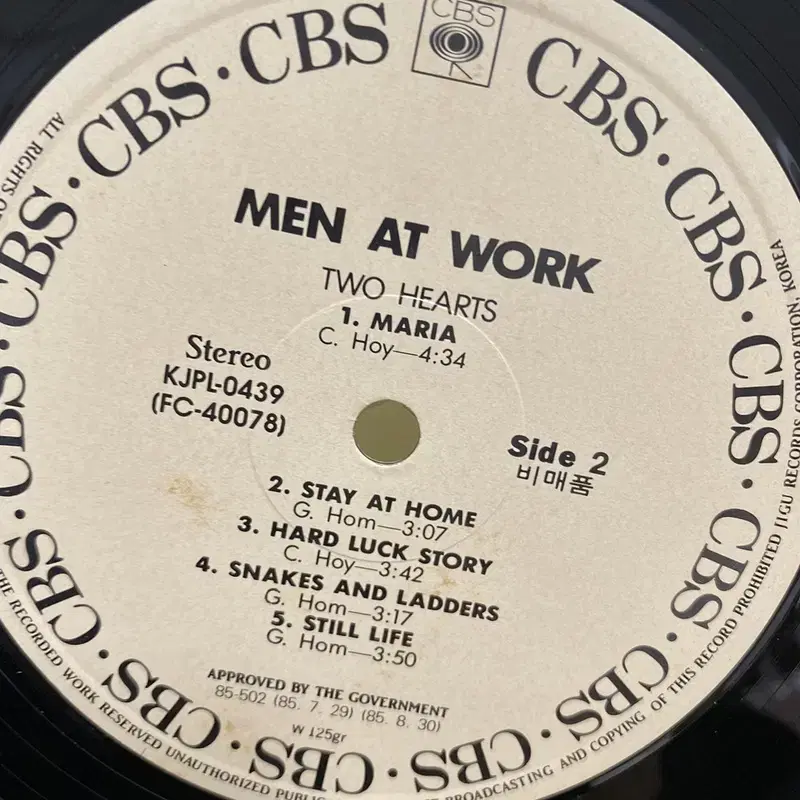 CBS
CBS · CBS · CBS · CBS · CBS · CBS · CBS · CBS · CBS · CBS · CBS · CBS · CBS
MEN AT WORK
TWO HEARTS
1. MARIA
C. Hoy—4:34
Stereo
KJPL-0439
(FC-40078)
Side 2
비매품
2. STAY AT HOME
G. Hom—3:07
3. HARD LUCK STORY
C. Hoy—3:42
4. SNAKES AND LADDERS
G. Hom—3:17
5. STILL LIFE
G. Hom—3:50
APPROVED BY THE GOVERNMENT
85-502 (85. 7. 29) (85. 8. 30)
W 125gr
ALL RIGHTS
THE RECORDED WORK RESERVED UNAUTHORIZED
BROADCASTING AND COPYING OF THIS RECORD PROHIBITED JIGU RECORDS CORPORATION, KOREA